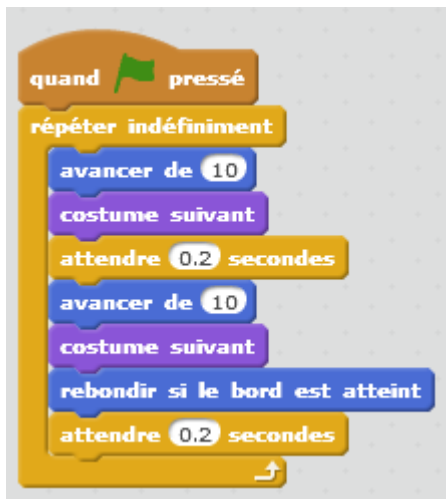 quand pressé
répéter indéfiniment
avancer de 10
costume suivant
attendre 0.2 secondes
avancer de 10
costume suivant
rebondir si le bord est atteint
attendre 0.2 secondes